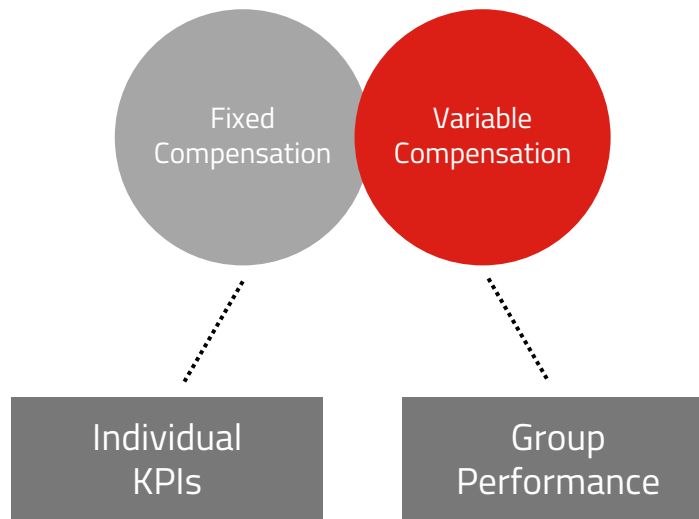 Fixed
Compensation
Variable
Compensation
Individual
KPIs
Group
Performance